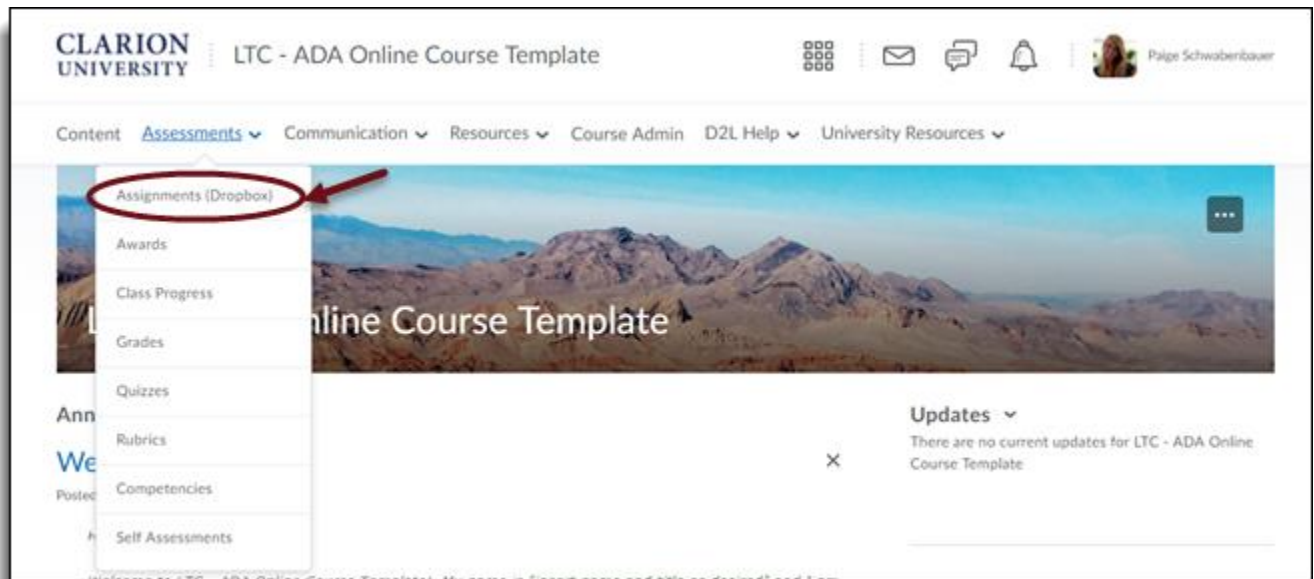 CLARION
UNIVERSITY
LTC - ADA Online Course Template
Paige Schwabenbauer
Content Assessments Communication Resources Course Admin D2L Help University Resources
Assignments (Dropbox)
Awards
Class Progress
Grades
Quizzes
Rubrics
Competencies
Self Assessments
L
nline Course Template
Ann
We
Posted
Updates
There are no current updates for LTC - ADA Online
Course Template